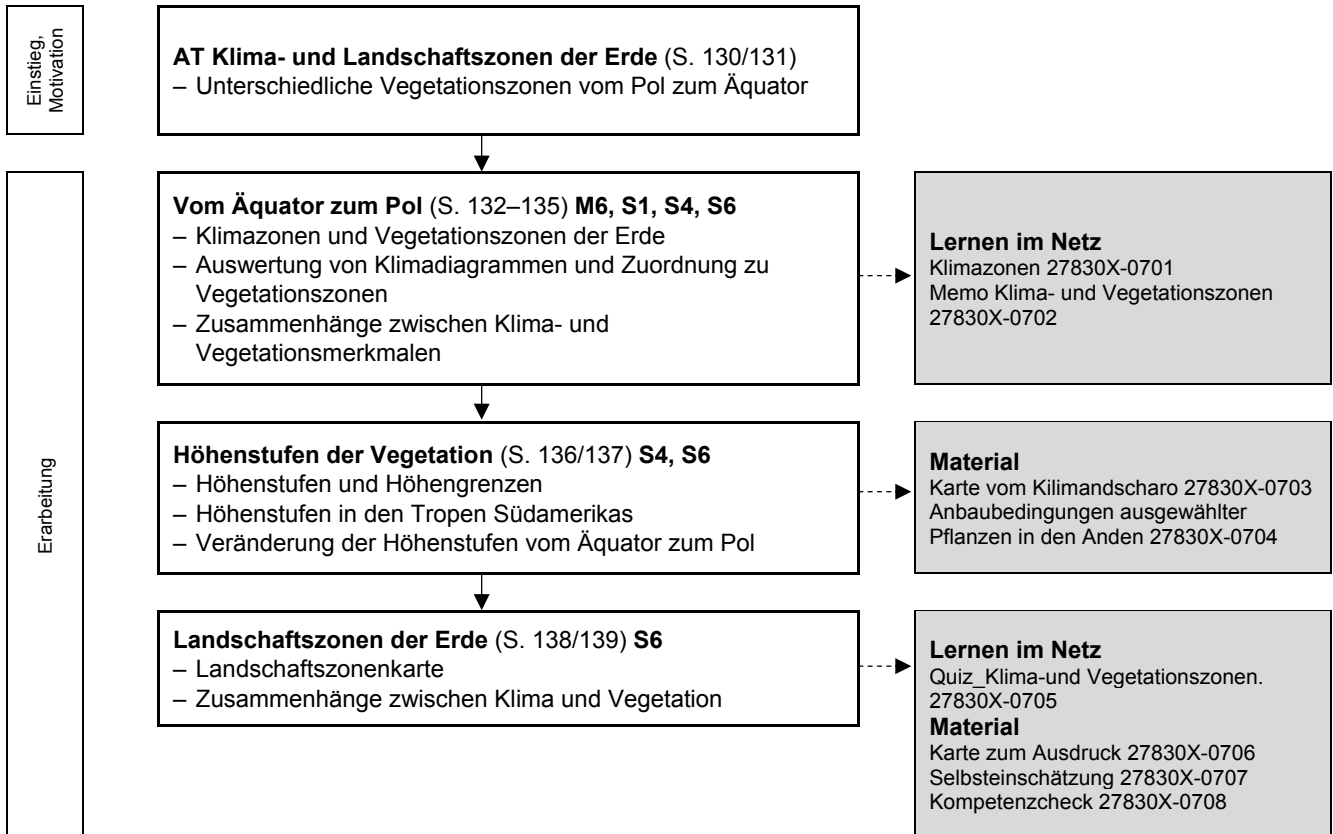 Einstieg,
Motivation
AT Klima- und Landschaftszonen der Erde (S. 130/131)
– Unterschiedliche Vegetationszonen vom Pol zum Äquator
Erarbeitung
Vom Äquator zum Pol (S. 132–135) M6, S1, S4, S6
– Klimazonen und Vegetationszonen der Erde
– Auswertung von Klimadiagrammen und Zuordnung zu
Vegetationszonen
– Zusammenhänge zwischen Klima- und
Vegetationsmerkmalen
Lernen im Netz
Klimazonen 27830X-0701
Memo Klima- und Vegetationszonen
27830X-0702
Höhenstufen der Vegetation (S. 136/137) S4, S6
– Höhenstufen und Höhengrenzen
– Höhenstufen in den Tropen Südamerikas
– Veränderung der Höhenstufen vom Äquator zum Pol
Material
Karte vom Kilimandscharo 27830X-0703
Anbaubedingungen ausgewählter
Pflanzen in den Anden 27830X-0704
Landschaftszonen der Erde (S. 138/139) S6
– Landschaftszonenkarte
– Zusammenhänge zwischen Klima und Vegetation
Lernen im Netz
Quiz_Klima-und Vegetationszonen.
27830X-0705
Material
Karte zum Ausdruck 27830X-0706
Selbsteinschätzung 27830X-0707
Kompetenzcheck 27830X-0708